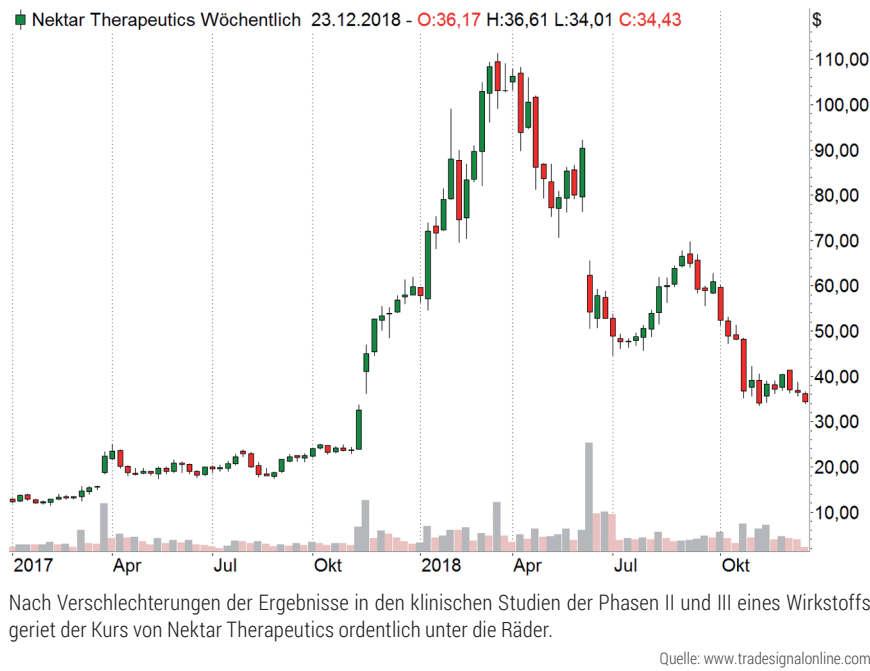 Nektar Therapeutics Wöchentlich 23.12.2018 - O:36,17 H:36,61 L:34,01 C:34,43
$
110,00
100,00
90,00
80,00
70,00
60,00
50,00
40,00
30,00
20,00
10,00
2017 Apr Jul Okt 2018 Apr Jul Okt
Nach Verschlechterungen der Ergebnisse in den klinischen Studien der Phasen II und III eines Wirkstoffs
geriet der Kurs von Nektar Therapeutics ordentlich unter die Räder.
Quelle: www.tradesignalonline.com